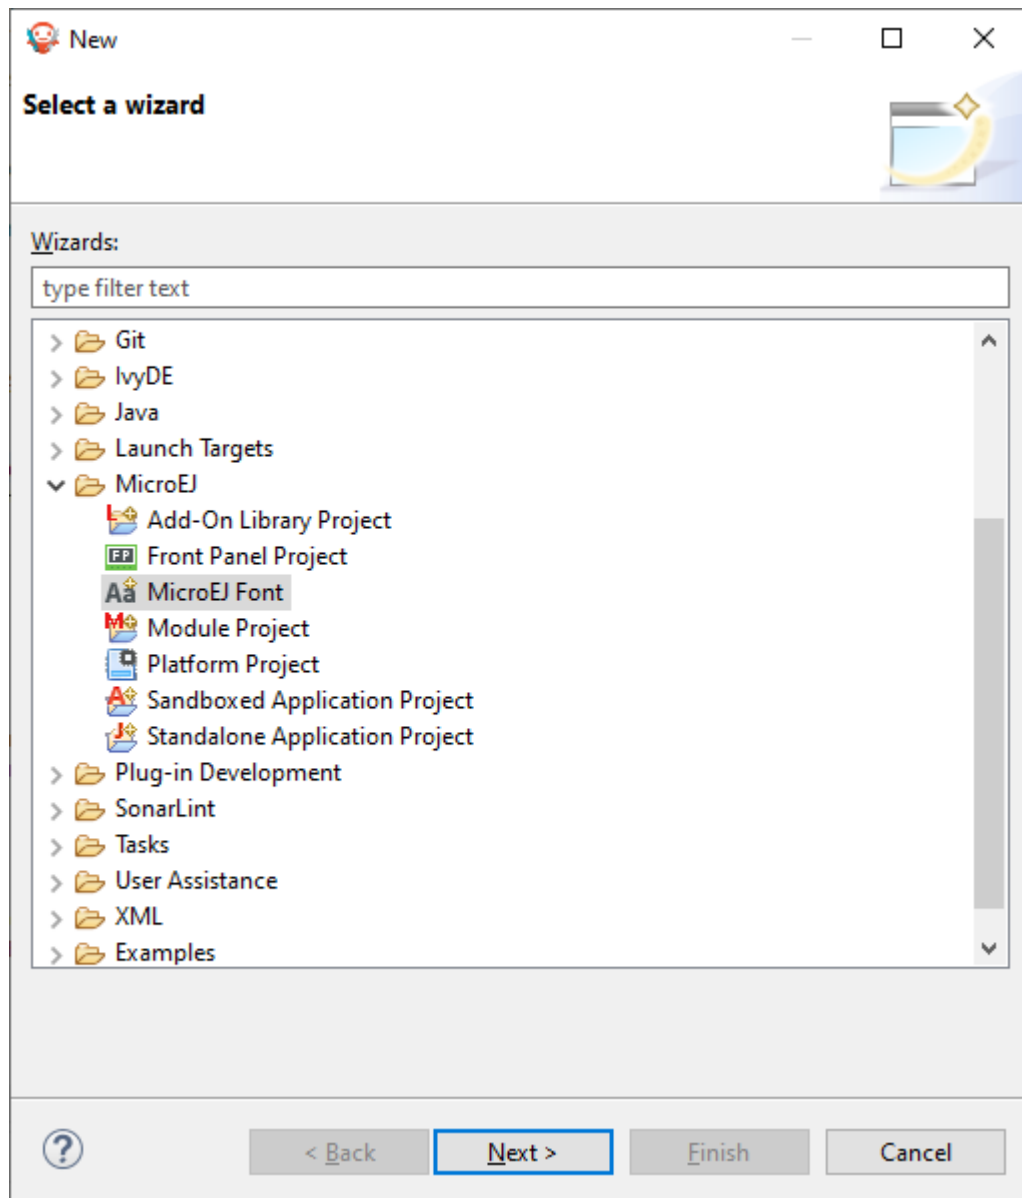 New
Select a wizard
Wizards:
type filter text
Git
IvyDE
Java
Launch Targets
MicroEJ
Add-On Library Project
FP Front Panel Project
Aa MicroEJ Font
Module Project
Platform Project
Sandboxed Application Project
Standalone Application Project
Plug-in Development
SonarLint
Tasks
User Assistance
XML
Examples
? < Back Next > Finish Cancel